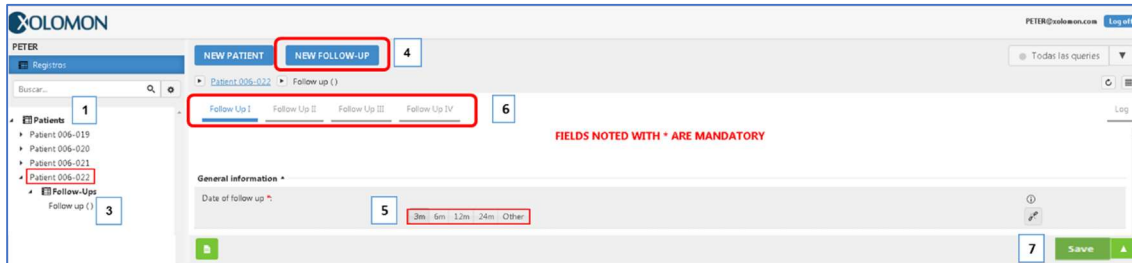 XOLOMON
PETER@xolomon.com Log off
PETER
Registros
NEW PATIENT NEW FOLLOW-UP 4
Todas las queries
Buscar...
Patient 006-022 Follow up ()
1
Follow Up I Follow Up II Follow Up III Follow Up IV 6
Log
Patients
Patient 006-019
Patient 006-020
Patient 006-021
Patient 006-022
Follow-Ups
Follow up ()
3
FIELDS NOTED WITH * ARE MANDATORY
General information
Date of follow up *:
5
3m 6m 12m 24m Other
7 Save